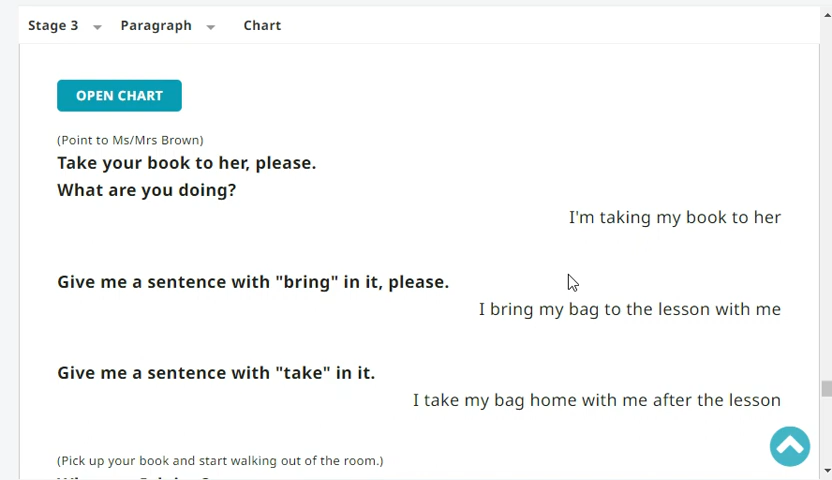 Stage 3 Paragraph Chart
OPEN CHART
(Point to Ms/Mrs Brown)
Take your book to her, please.
What are you doing?
I'm taking my book to her
Give me a sentence with "bring" in it, please.
I bring my bag to the lesson with me
Give me a sentence with "take" in it.
I take my bag home with me after the lesson
(Pick up your book and start walking out of the room.)